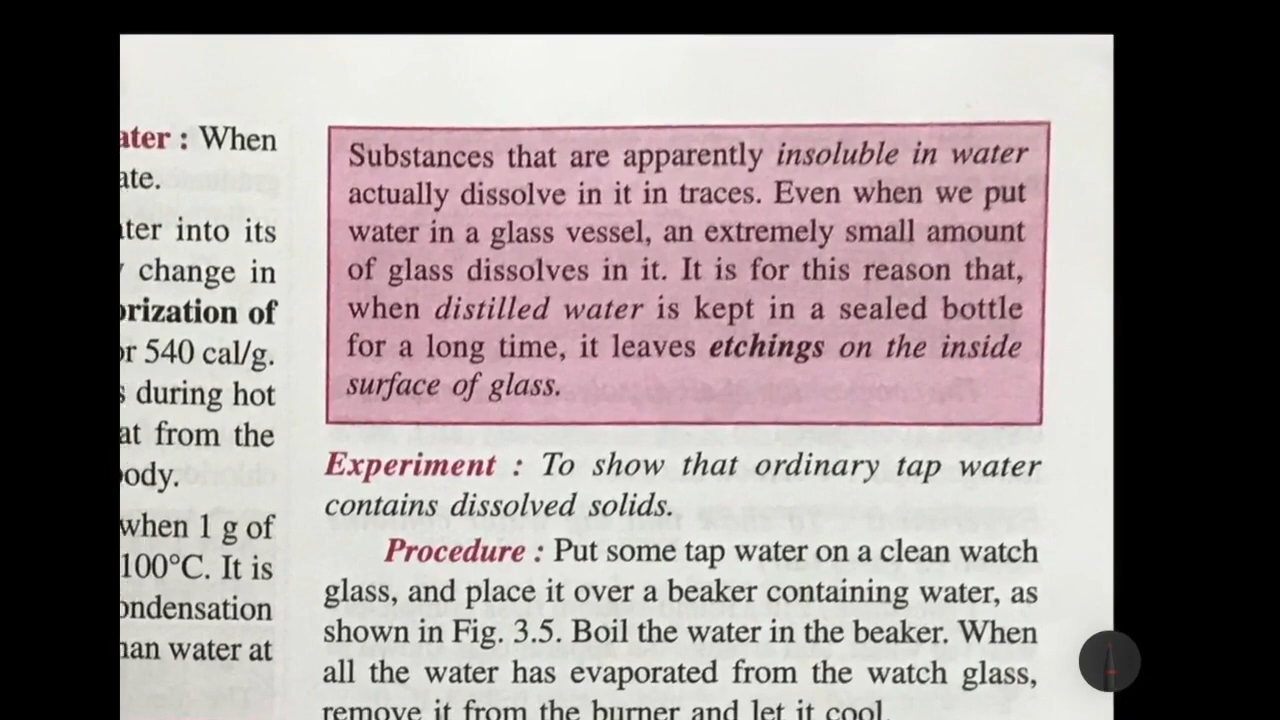 ater : When
ate.
ter into its
change in
orization of
or 540 cal/g.
during hot
at from the
ody.
when 1 g of
100°C. It is
ondensation
an water at
Substances that are apparently insoluble in water
actually dissolve in it in traces. Even when we put
water in a glass vessel, an extremely small amount
of glass dissolves in it. It is for this reason that,
when distilled water is kept in a sealed bottle
for a long time, it leaves etchings on the inside
surface of glass.
Experiment : To show that ordinary tap water
contains dissolved solids.
Procedure : Put some tap water on a clean watch
glass, and place it over a beaker containing water, as
shown in Fig. 3.5. Boil the water in the beaker. When
all the water has evaporated from the watch glass,
remove it from the burner and let it cool.